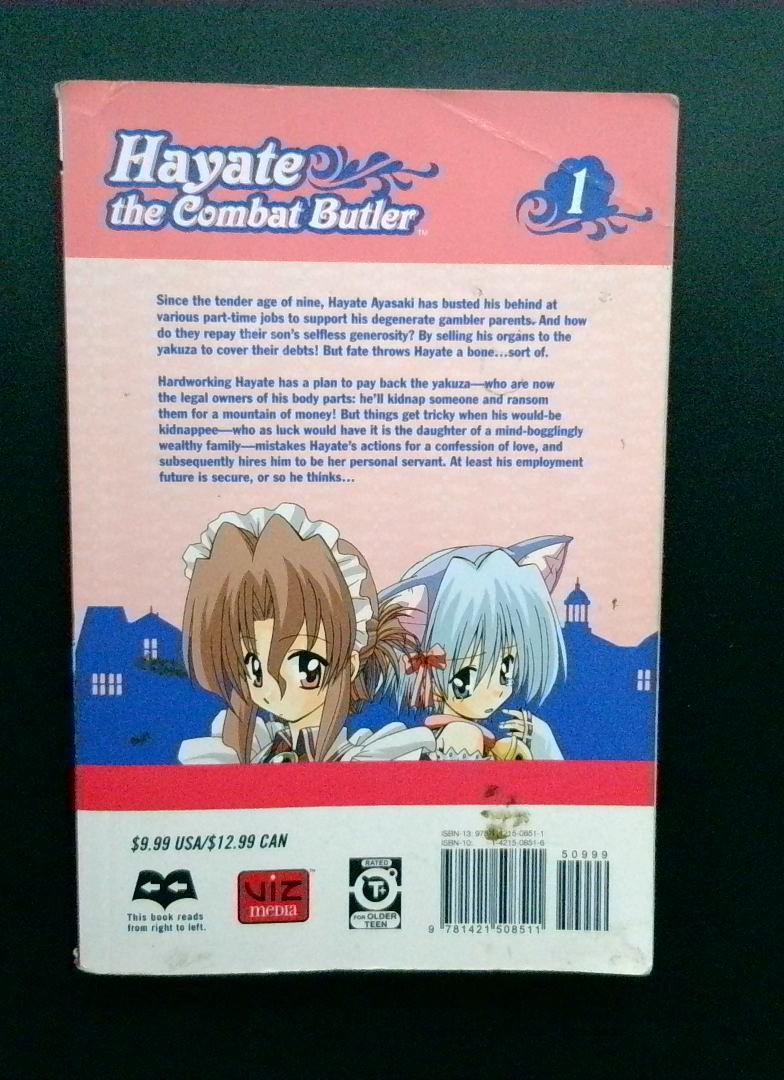 Hayate
the Combat Butler
TM
1
Since the tender age of nine, Hayate Ayasaki has busted his behind at
various part-time jobs to support his degenerate gambler parents. And how
do they repay their son's selfless generosity? By selling his organs to the
yakuza to cover their debts! But fate throws Hayate a bone...sort of.
Hardworking Hayate has a plan to pay back the yakuza—who are now
the legal owners of his body parts: he'll kidnap someone and ransom
them for a mountain of money! But things get tricky when his would-be
kidnappee—who as luck would have it is the daughter of a mind-bogglingly
wealthy family—mistakes Hayate's actions for a confession of love, and
subsequently hires him to be her personal servant. At least his employment
future is secure, or so he thinks...
$9.99 USA/$12.99 CAN
This book reads
from right to left.
VIZ
MEDIA
TM
RATED
T+
FOR OLDER
TEEN
ISBN-13: 4215-0851-1
ISBN-10: 1-4215-0851-6
50999
9 781421 508511